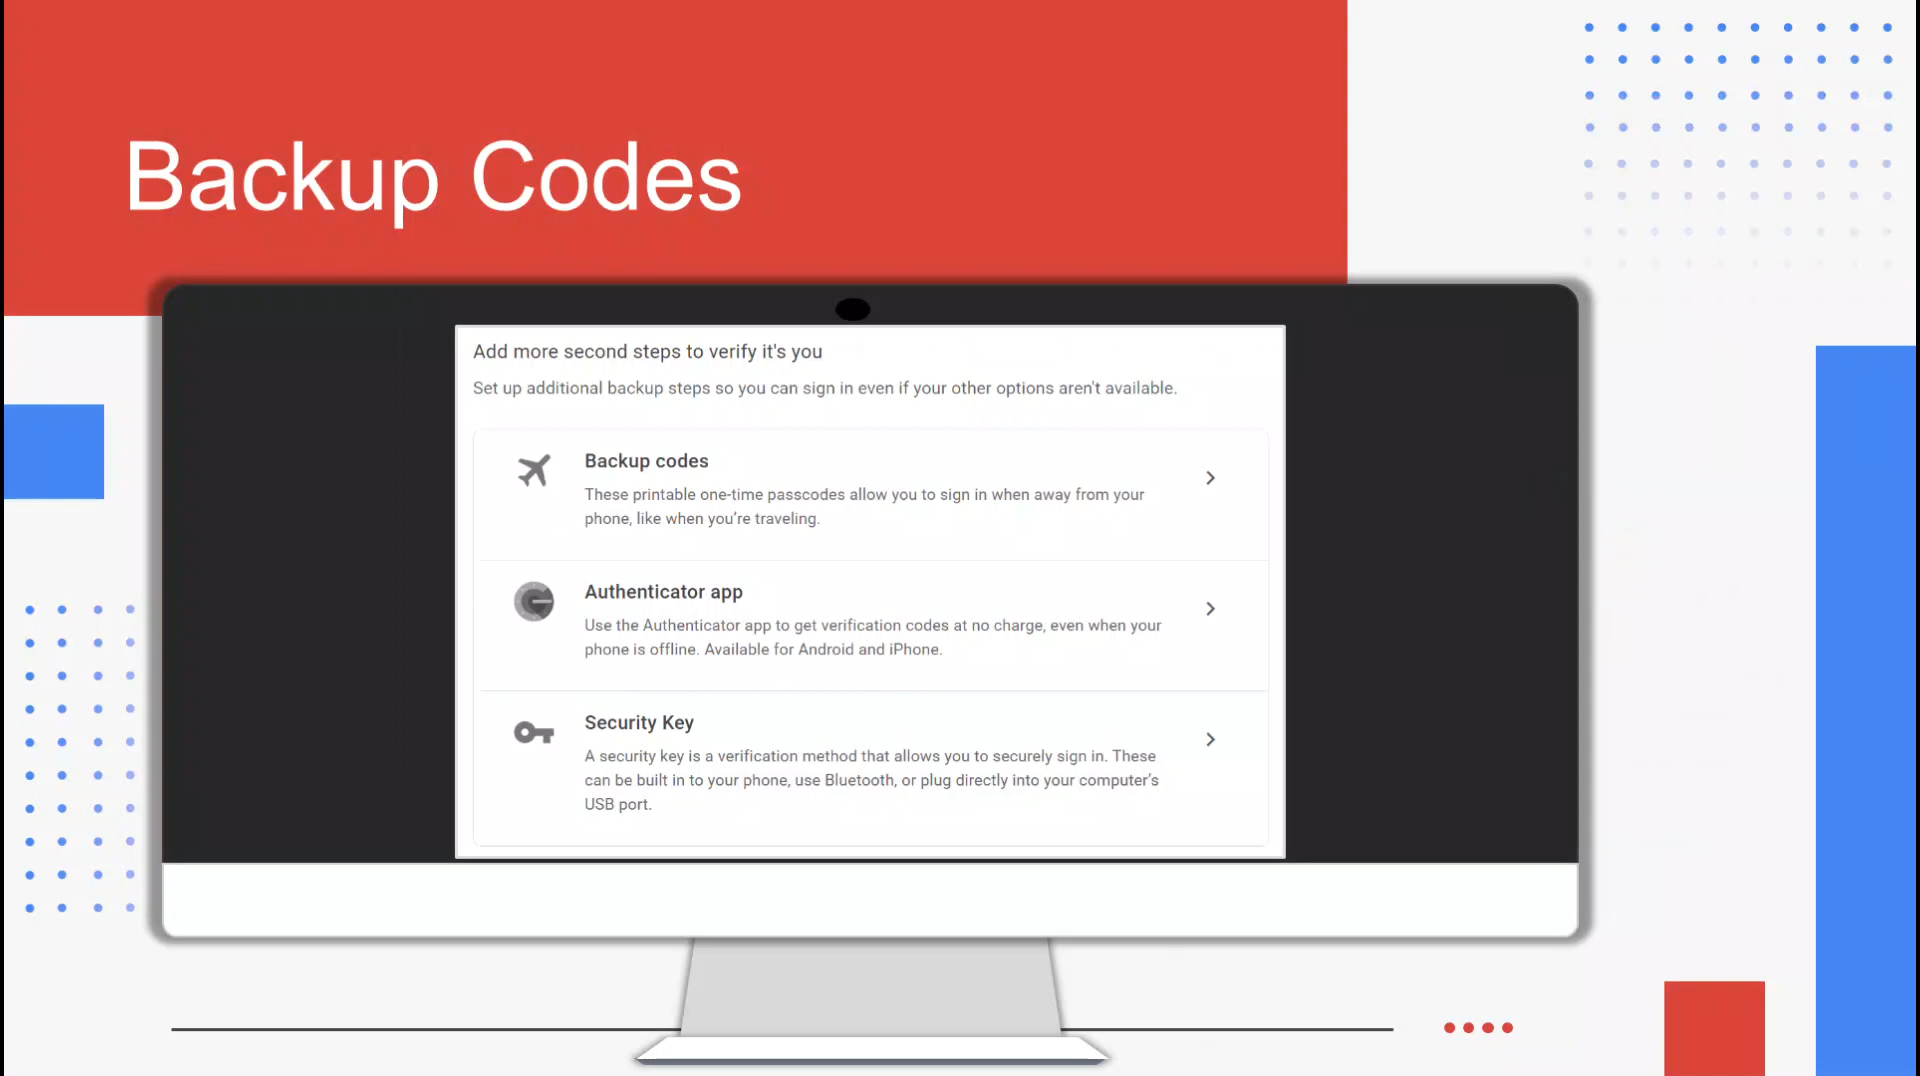 Backup Codes
Add more second steps to verify it's you
Set up additional backup steps so you can sign in even if your other options aren't available.
Backup codes
These printable one-time passcodes allow you to sign in when away from your
phone, like when you’re traveling.
Authenticator app
Use the Authenticator app to get verification codes at no charge, even when your
phone is offline. Available for Android and iPhone.
Security Key
A security key is a verification method that allows you to securely sign in. These
can be built in to your phone, use Bluetooth, or plug directly into your computer’s
USB port.